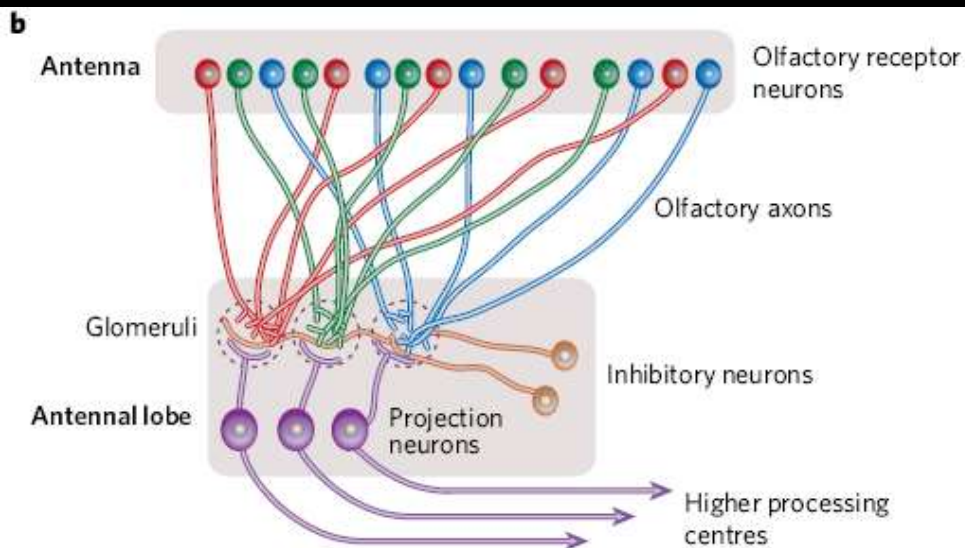 b
Antenna
Olfactory receptor
neurons
Olfactory axons
Glomeruli
Inhibitory neurons
Antennal lobe
Projection
neurons
Higher processing
centres